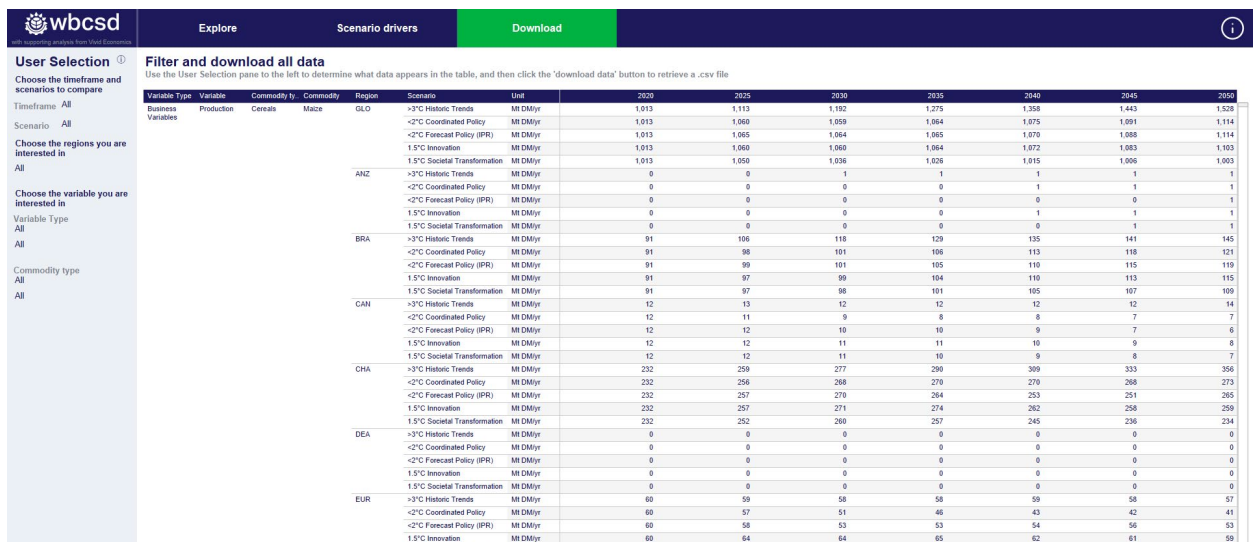 wbcsd
with supporting analysis from Vivid Economics
Explore
Scenario drivers
Download
User Selection
Choose the timeframe and
scenarios to compare
Timeframe All
Scenario All
Choose the regions you are
interested in
All
Choose the variable you are
interested in
Variable Type
All
All
Commodity type
All
All
Filter and download all data
Use the User Selection pane to the left to determine what data appears in the table, and then click the 'download data' button to retrieve a .csv file
Variable Type Variable Commodity ty.. Commodity Region Scenario Unit 2020 2025 2030 2035 2040 2045 2050
Business Variables Production Cereals Maize GLO >3°C Historic Trends Mt DM/yr 1,013 1,113 1,192 1,275 1,358 1,443 1,528
<2°C Coordinated Policy Mt DM/yr 1,013 1,060 1,059 1,064 1,075 1,091 1,114
<2°C Forecast Policy (IPR) Mt DM/yr 1,013 1,065 1,064 1,065 1,070 1,088 1,114
1.5°C Innovation Mt DM/yr 1,013 1,060 1,060 1,064 1,072 1,083 1,103
1.5°C Societal Transformation Mt DM/yr 1,013 1,050 1,036 1,026 1,015 1,006 1,003
ANZ >3°C Historic Trends Mt DM/yr 0 0 1 1 1 1 1
<2°C Coordinated Policy Mt DM/yr 0 0 0 0 1 1 1
<2°C Forecast Policy (IPR) Mt DM/yr 0 0 0 0 0 0 1
1.5°C Innovation Mt DM/yr 0 0 0 0 1 1 1
1.5°C Societal Transformation Mt DM/yr 0 0 0 0 0 1 1
BRA >3°C Historic Trends Mt DM/yr 91 106 118 129 135 141 145
<2°C Coordinated Policy Mt DM/yr 91 98 101 106 113 118 121
<2°C Forecast Policy (IPR) Mt DM/yr 91 99 101 105 110 115 119
1.5°C Innovation Mt DM/yr 91 97 99 104 110 113 115
1.5°C Societal Transformation Mt DM/yr 91 97 98 101 105 107 109
CAN >3°C Historic Trends Mt DM/yr 12 13 12 12 12 12 14
<2°C Coordinated Policy Mt DM/yr 12 11 9 8 8 7 7
<2°C Forecast Policy (IPR) Mt DM/yr 12 12 10 10 9 7 6
1.5°C Innovation Mt DM/yr 12 12 11 11 10 9 8
1.5°C Societal Transformation Mt DM/yr 12 12 11 10 9 8 7
CHA >3°C Historic Trends Mt DM/yr 232 259 277 290 309 333 356
<2°C Coordinated Policy Mt DM/yr 232 256 268 270 270 268 273
<2°C Forecast Policy (IPR) Mt DM/yr 232 257 270 264 253 251 265
1.5°C Innovation Mt DM/yr 232 257 271 274 262 258 259
1.5°C Societal Transformation Mt DM/yr 232 252 260 257 245 236 234
DEA >3°C Historic Trends Mt DM/yr 0 0 0 0 0 0 0
<2°C Coordinated Policy Mt DM/yr 0 0 0 0 0 0 0
<2°C Forecast Policy (IPR) Mt DM/yr 0 0 0 0 0 0 0
1.5°C Innovation Mt DM/yr 0 0 0 0 0 0 0
1.5°C Societal Transformation Mt DM/yr 0 0 0 0 0 0 0
EUR >3°C Historic Trends Mt DM/yr 60 59 58 58 59 58 57
<2°C Coordinated Policy Mt DM/yr 60 57 51 46 43 42 41
<2°C Forecast Policy (IPR) Mt DM/yr 60 58 53 53 54 56 53
1.5°C Innovation Mt DM/yr 60 64 64 65 62 61 59